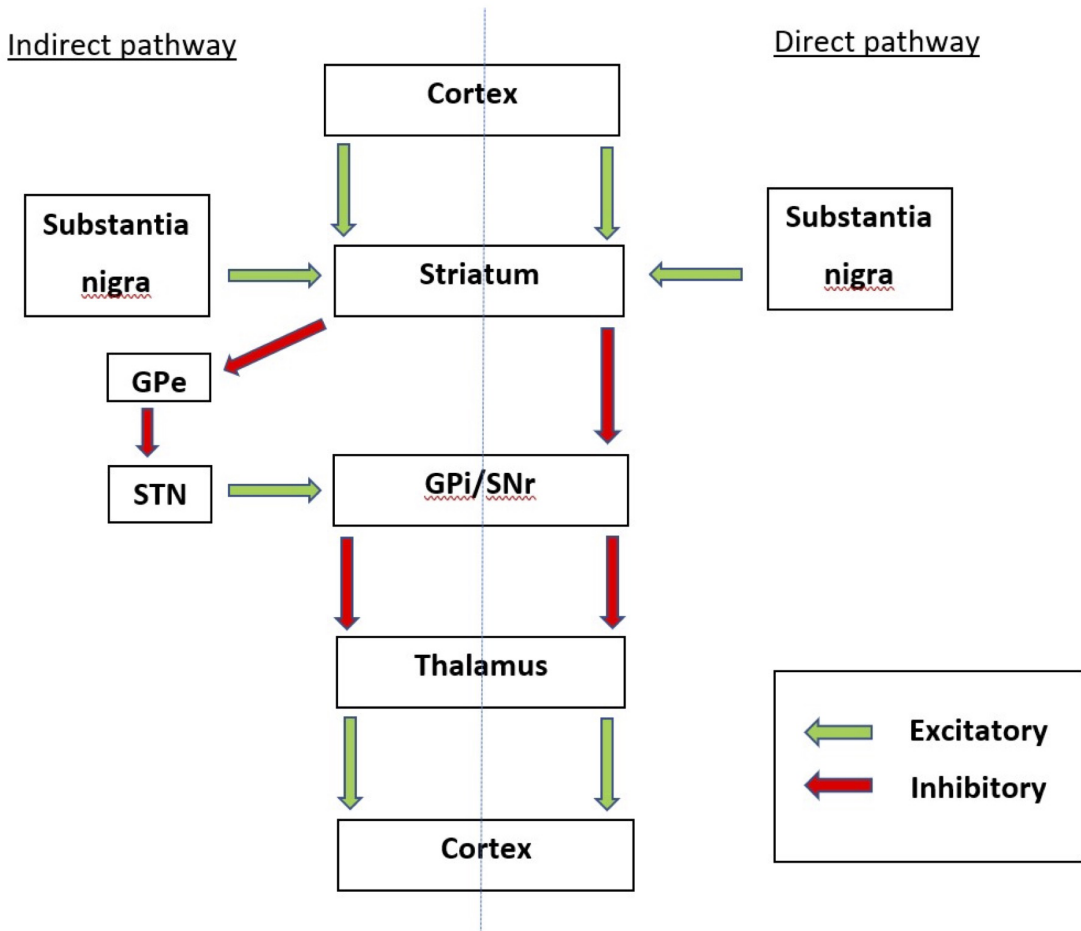 Indirect pathway
Direct pathway
Cortex
Substantia
nigra
Substantia
nigra
Striatum
GPe
STN
GPi/SNr
Thalamus
Excitatory
Inhibitory
Cortex